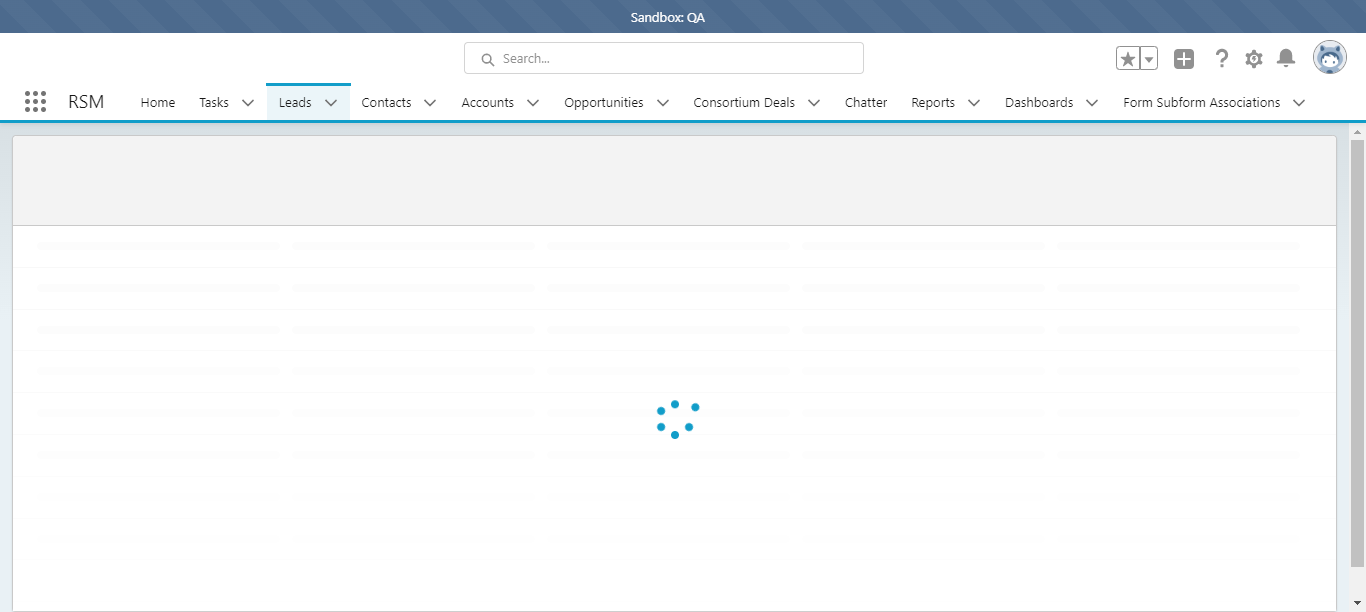 Sandbox: QA
Search...
RSM Home Tasks Leads Contacts Accounts Opportunities Consortium Deals Chatter Reports Dashboards Form Subform Associations